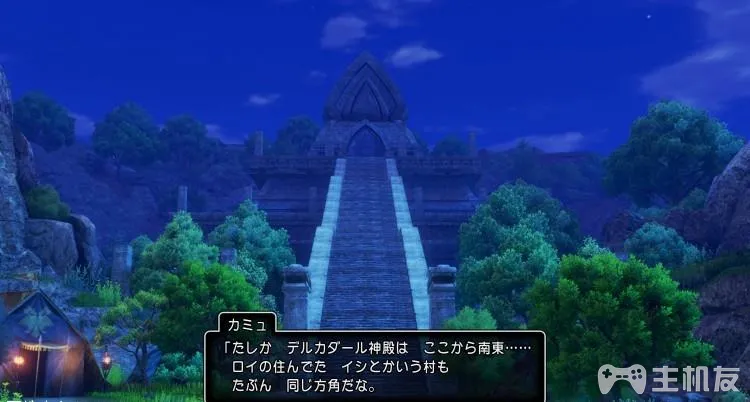 カミュ
「たしか　デルカダール神殿は　ここから南東……
ロイの住んでた　イシとかいう村も
たぶん　同じ方角だな。
主机友